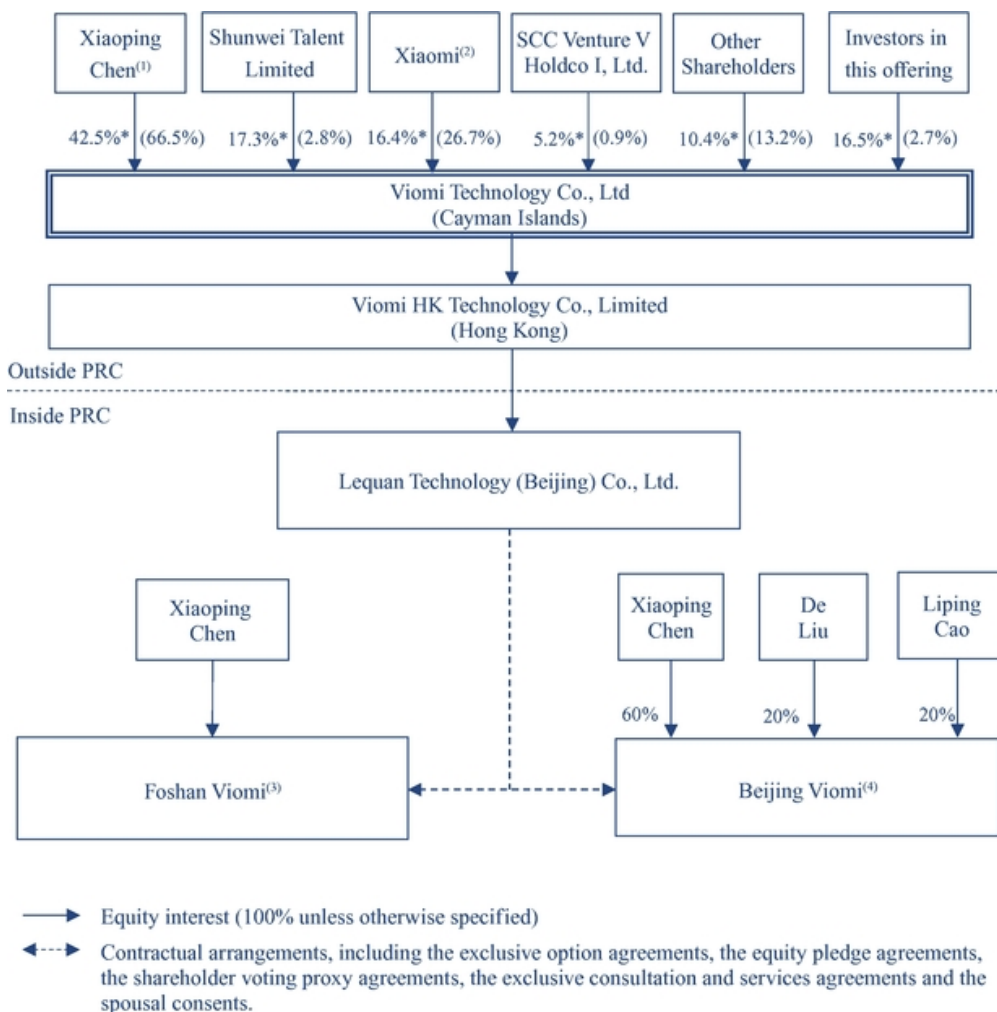 Xiaoping
Chen(1)
Shunwei Talent
Limited
Xiaomi(2)
SCC Venture V
Holdco I, Ltd.
Other
Shareholders
Investors in
this offering
42.5%* (66.5%)
17.3%* (2.8%)
16.4%* (26.7%)
5.2%* (0.9%)
10.4%* (13.2%)
16.5%* (2.7%)
Viomi Technology Co., Ltd
(Cayman Islands)
Viomi HK Technology Co., Limited
(Hong Kong)
Outside PRC
Inside PRC
Lequan Technology (Beijing) Co., Ltd.
Xiaoping
Chen
Xiaoping
Chen
De
Liu
Liping
Cao
60%
20%
20%
Foshan Viomi(3)
Beijing Viomi(4)
Equity interest (100% unless otherwise specified)
Contractual arrangements, including the exclusive option agreements, the equity pledge agreements,
the shareholder voting proxy agreements, the exclusive consultation and services agreements and the
spousal consents.